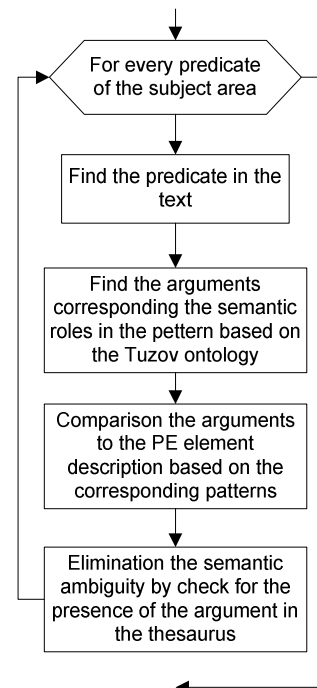 For every predicate
of the subject area
Find the predicate in the
text
Find the arguments
corresponding the semantic
roles in the pettern based on
the Tuzov ontology
Comparison the arguments
to the PE element
description based on the
corresponding patterns
Elimination the semantic
ambiguity by check for the
presence of the argument in
the thesaurus